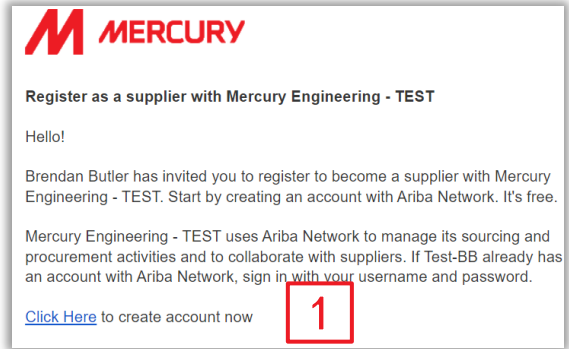 MERCURY
Register as a supplier with Mercury Engineering - TEST
Hello!
Brendan Butler has invited you to register to become a supplier with Mercury
Engineering - TEST. Start by creating an account with Ariba Network. It's free.
Mercury Engineering - TEST uses Ariba Network to manage its sourcing and
procurement activities and to collaborate with suppliers. If Test-BB already has
an account with Ariba Network, sign in with your username and password.
Click Here to create account now
1